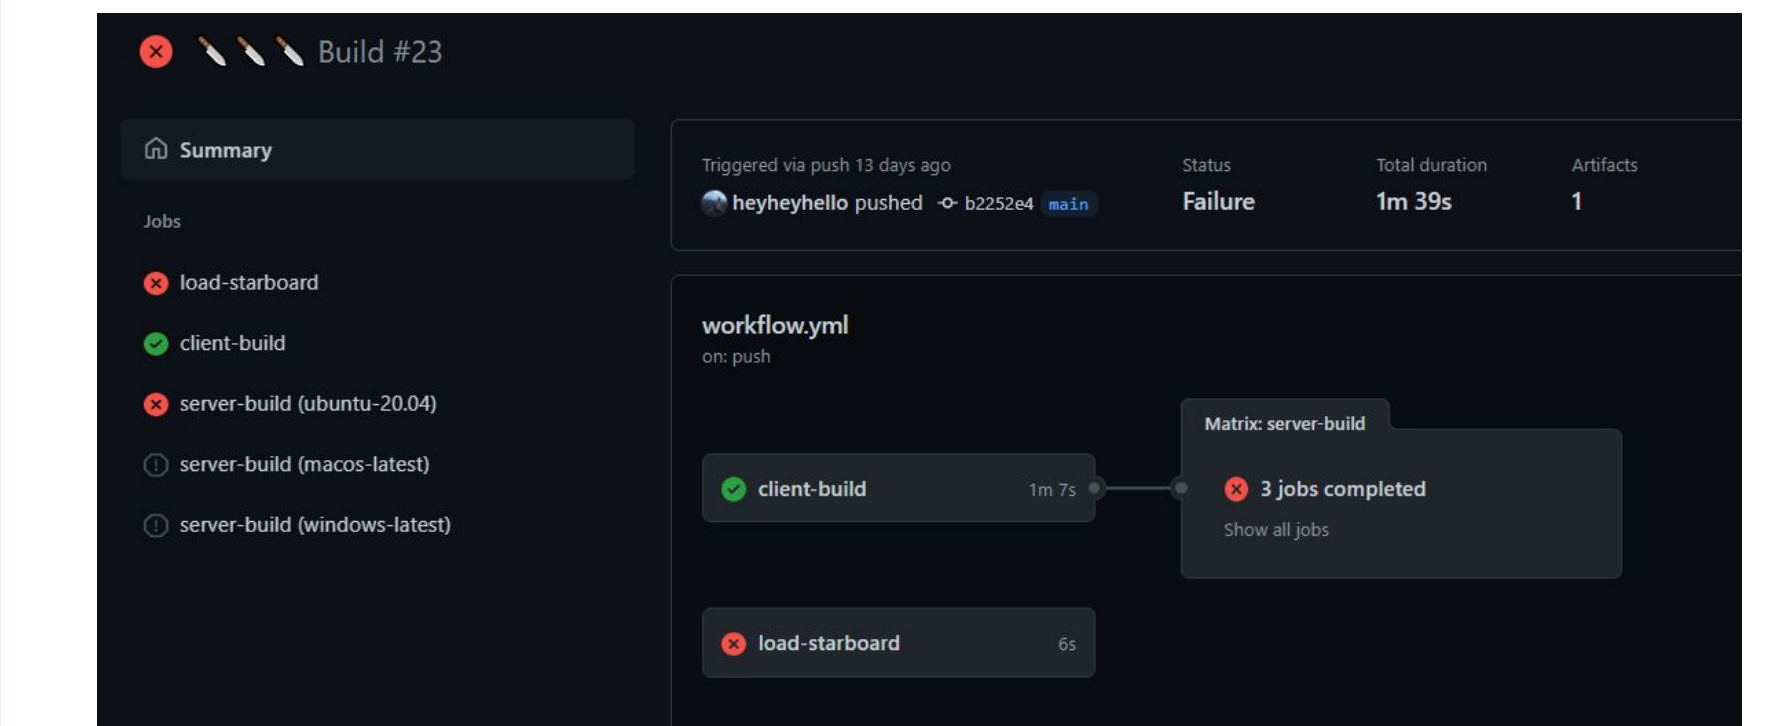 Build #23
Summary
Jobs
load-starboard
client-build
server-build (ubuntu-20.04)
server-build (macos-latest)
server-build (windows-latest)
Triggered via push 13 days ago
heyheyhello pushed b2252e4 main
Status
Failure
Total duration
1m 39s
Artifacts
1
workflow.yml
on: push
client-build 1m 7s
Matrix: server-build
3 jobs completed
Show all jobs
load-starboard 6s